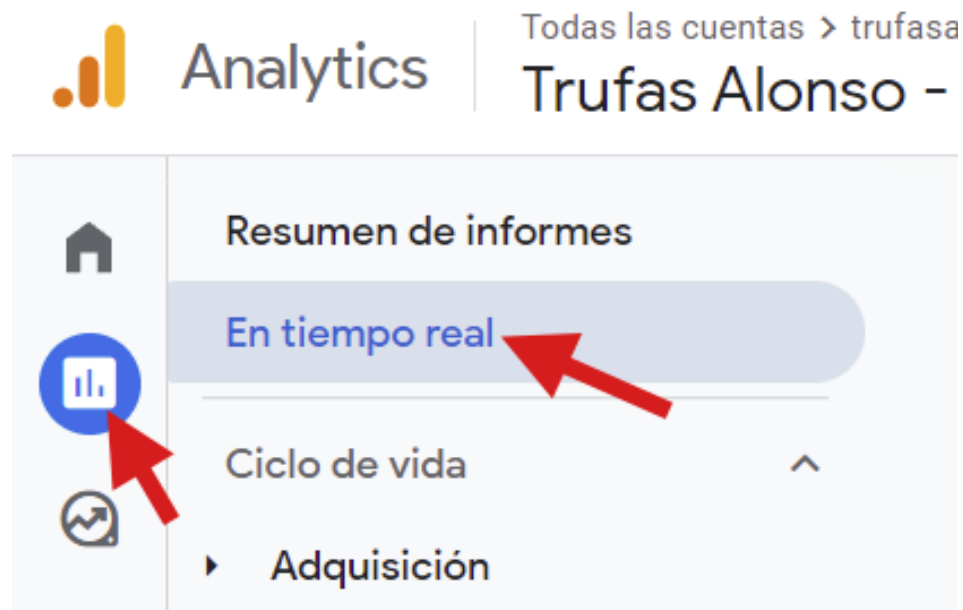 Analytics
Todas las cuentas > trufasa
Trufas Alonso -
Resumen de informes
En tiempo real
Ciclo de vida
Adquisición